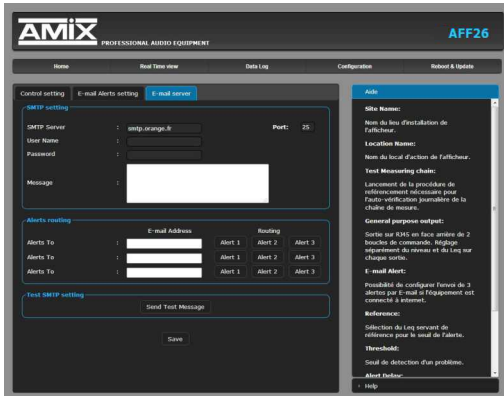 AMIX
PROFESSIONAL AUDIO EQUIPMENT
AFF26
Home
Real Time view
Data Log
Configuration
Reboot & Update
Control setting
E-mail Alerts setting
E-mail server
SMTP setting
SMTP Server : smtp.orange.fr Port: 25
User Name :
Password :
Message :
Alerts routing
E-mail Address Routing
Alerts To : Alert 1 Alert 2 Alert 3
Alerts To : Alert 1 Alert 2 Alert 3
Alerts To : Alert 1 Alert 2 Alert 3
Test SMTP setting
Send Test Message
Save
Aide
Site Name:
Nom du lieu d'installation de
l'afficheur.
Location Name:
Nom du local d'action de l'afficheur.
Test Measuring chain:
Lancement de la procédure de
référencement nécessaire pour
l'auto-vérification journalière de la
chaîne de mesure.
General purpose output:
Sortie sur RJ45 en face arrière de 2
boucles de commande. Réglage
séparément du niveau et du Leq sur
chaque sortie.
E-mail Alert:
Possibilité de configurer l'envoi de 3
alertes par E-mail si l'équipement est
connecté à internet.
Reference:
Sélection du Leq servant de
référence pour le seuil de l'alerte.
Threshold:
Seuil de detection d'un problème.
Alert Delay:
Help